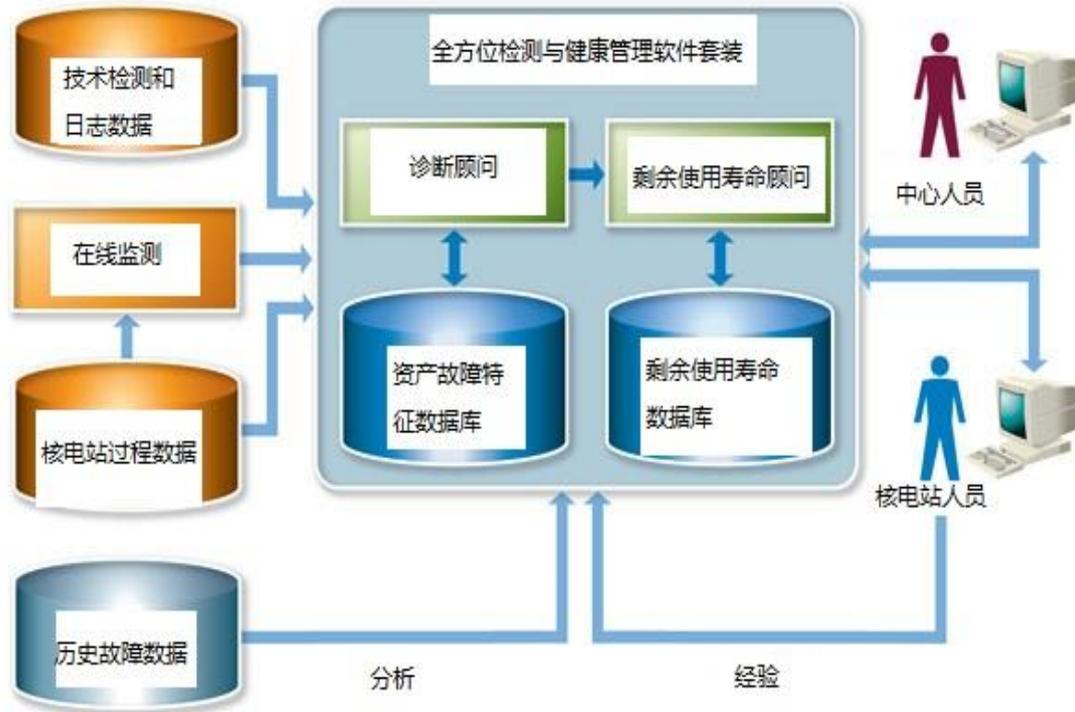 全方位检测与健康管理软件套装
技术检测和
日志数据
诊断顾问
剩余使用寿命顾问
中心人员
在线监测
资产故障特
征数据库
剩余使用寿命
数据库
核电站过程数据
核电站人员
历史故障数据
分析
经验